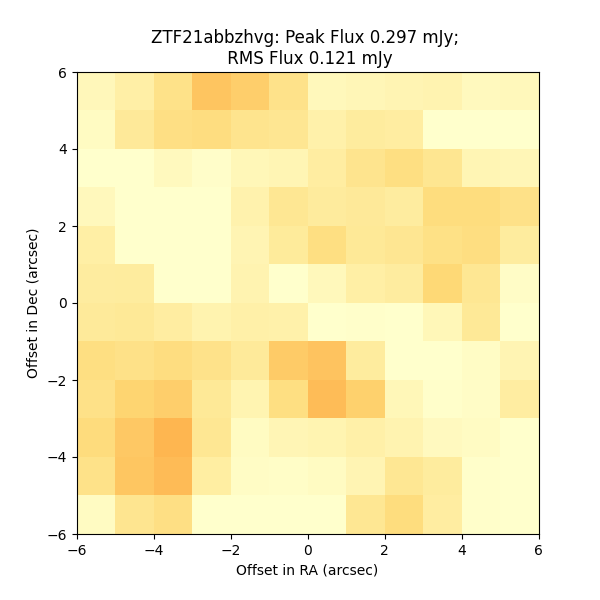 ZTF21abbzhvg: Peak Flux 0.297 mJy;
RMS Flux 0.121 mJy
6
4
2
0
−2
−4
−6
Offset in Dec (arcsec)
−6 −4 −2 0 2 4 6
Offset in RA (arcsec)